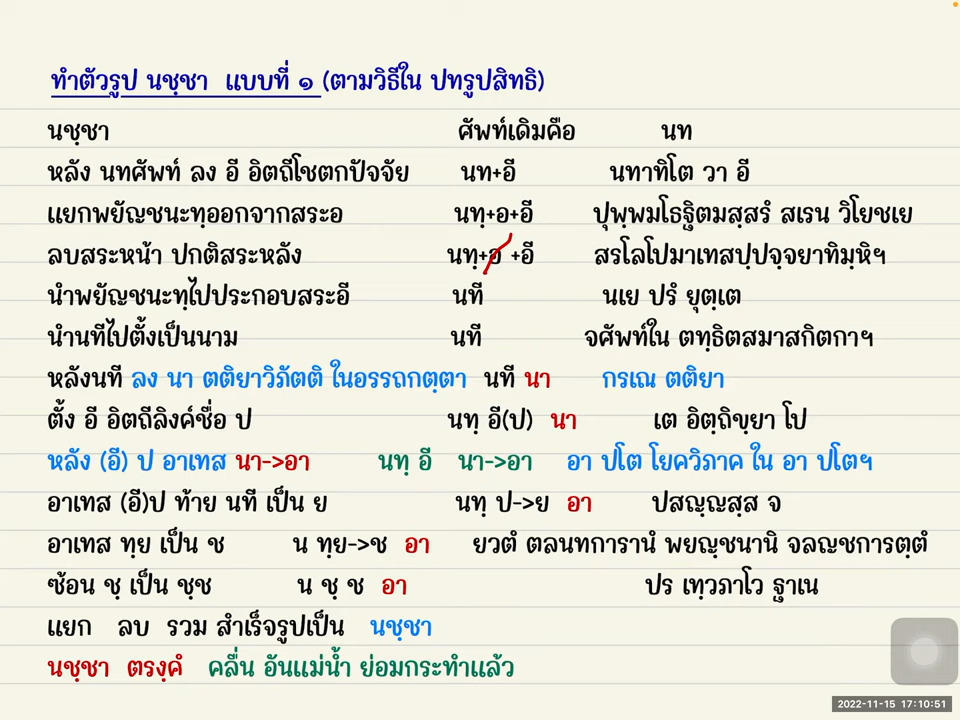 ทำตัวรูป นชฺชา แบบที่ ๑ (ตามวิธีใน ปทรูปสิทธิ)
นชฺชา ศัพท์เดิมคือ นท
หลัง นทศัพท์ ลง อี อิตถีโชตกปัจจัย นท+อี นทาทิโต วา อี
แยกพยัญชนะทฺออกจากสระอ นทฺ+อ+อี ปุพฺพมโธฐิตมสฺสรํ สเรน วิโยชเย
ลบสระหน้า ปกติสระหลัง นทฺ+อ +อี สรโลโปมาเทสปฺปจฺจยาทิมฺหิฯ
นำพยัญชนะทฺไปประกอบสระอี นที นเย ปรํ ยุตฺเต
นำนทีไปตั้งเป็นนาม นที จศัพท์ใน ตทฺธิตสมาสกิตกาฯ
หลังนที ลง นา ตติยาวิภัตติ ในอรรถกตฺตา นที นา กรเณ ตติยา
ตั้ง อี อิตถีลิงค์ชื่อ ป นทฺ อี(ป) นา เต อิตฺถิขฺยา โป
หลัง (อี) ป อาเทส นา->อา นทฺ อี นา->อา อา ปโต โยควิภาค ใน อา ปโตฯ
อาเทส (อี)ป ท้าย นที เป็น ย นทฺ ป->ย อา ปสญฺญสฺส จ
อาเทส ทฺย เป็น ช น ทฺย->ช อา ยวตํ ตลนทการานํ พยญฺชนานิ จลญชการตฺตํ
ซ้อน ชฺ เป็น ชฺช น ชฺ ช อา ปร เทฺวภาโว ฐาเน
แยก ลบ รวม สำเร็จรูปเป็น นชฺชา
นชฺชา ตรงฺคํ คลื่น อันแม่น้ำ ย่อมกระทำแล้ว
2022-11-15 17:10:51